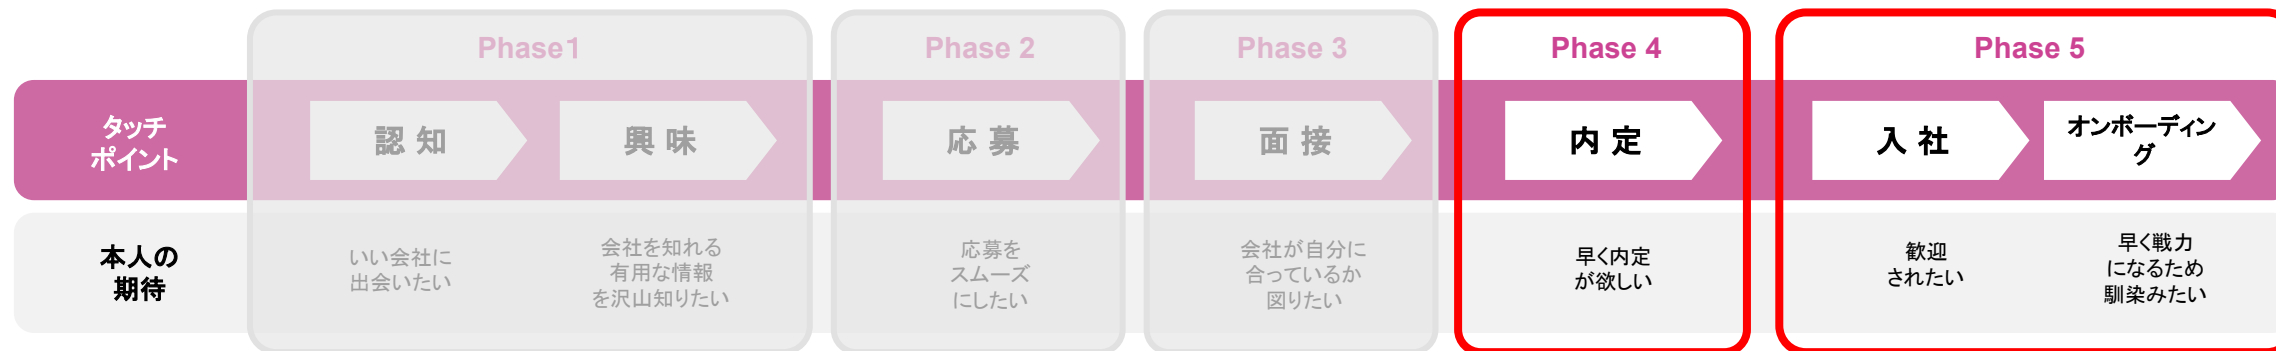 Phase１
Phase 2
Phase 3
Phase 4
Phase 5
タッチ
ポイント
認 知
興 味
応 募
面 接
内 定
入 社
オンボーディン
グ
本人の
期待
いい会社に
出会いたい
会社を知れる
有用な情報
を沢山知りたい
応募を
スムーズ
にしたい
会社が自分に
合っているか
図りたい
早く内定
が欲しい
歓迎
されたい
早く戦力
になるため
馴染みたい